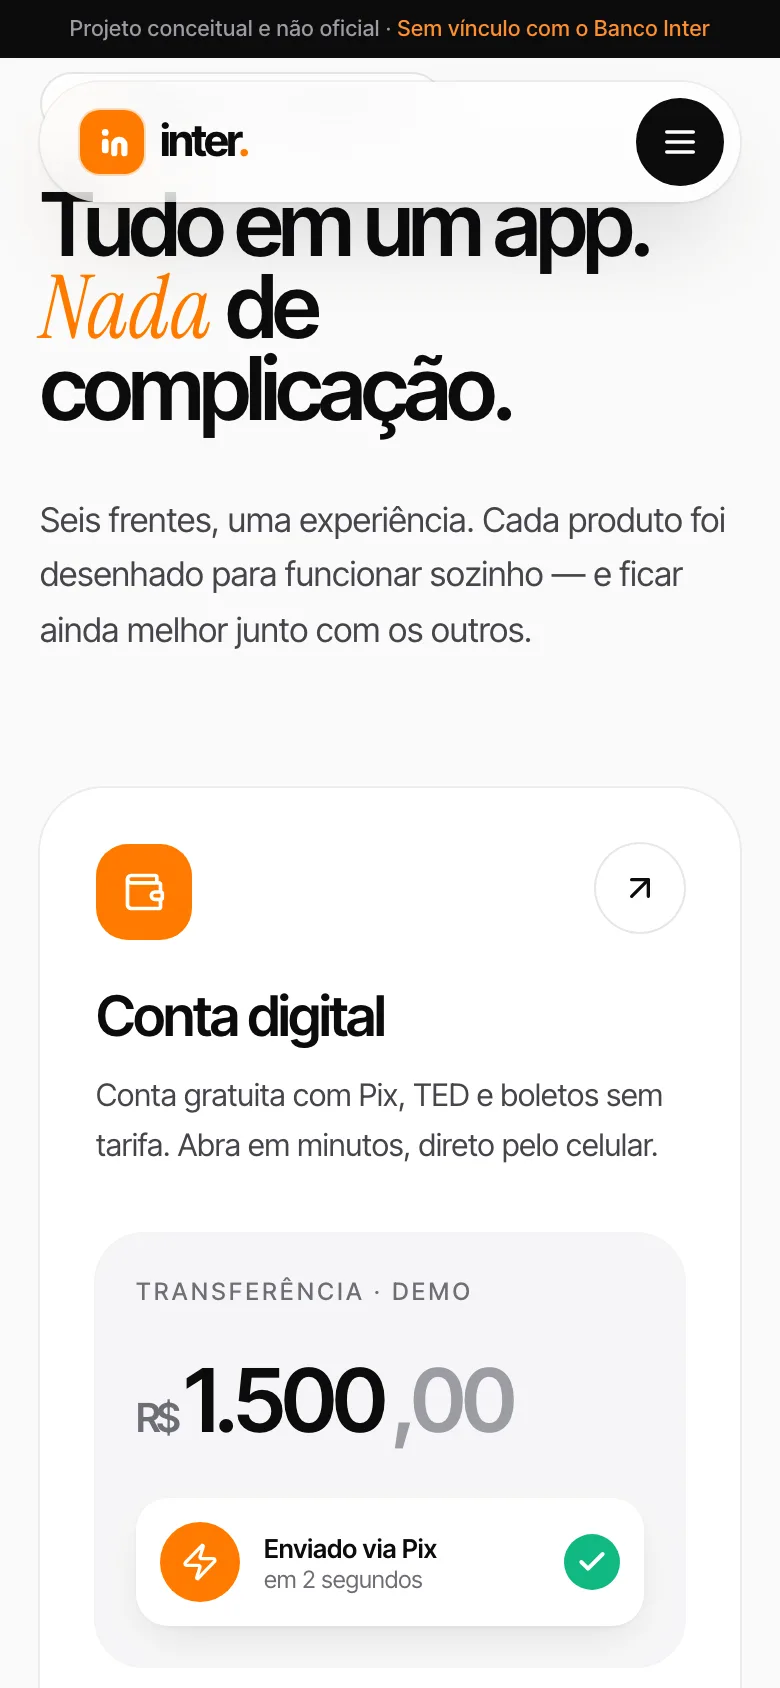 Projeto conceitual e não oficial · Sem vínculo com o Banco Inter
in inter.
Tudo em um app.
Nada de
complicação.
Seis frentes, uma experiência. Cada produto foi
desenhado para funcionar sozinho — e ficar
ainda melhor junto com os outros.
Conta digital
Conta gratuita com Pix, TED e boletos sem
tarifa. Abra em minutos, direto pelo celular.
TRANSFERÊNCIA · DEMO
R$1.500,00
Enviado via Pix
em 2 segundos